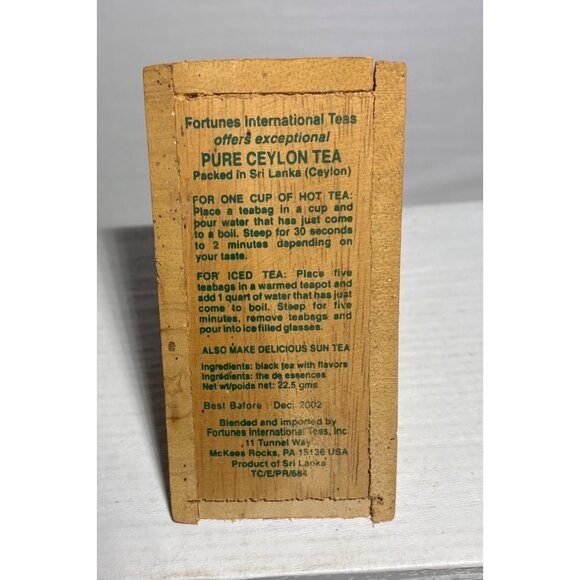 Fortunes International Teas
offers exceptional
PURE CEYLON TEA
Packed in Sri Lanka (Ceylon)
FOR ONE CUP OF HOT TEA:
Place a teabag in a cup and
pour water that has just come
to a boil. Steep for 30 seconds
to 2 minutes depending on
your taste.
FOR ICED TEA: Place five
teabags in a warmed teapot and
add 1 quart of water that has just
come to boil. Steep for five
minutes, remove teabags and
pour into ice filled glasses.
ALSO MAKE DELICIOUS SUN TEA
Ingredients: black tea with flavors
Ingrédients: the de essences
Net wt/poids net: 22.5 gms
Best Before : Dec. 2002
Blended and imported by
Fortunes International Teas, Inc.
11 Tunnel Way
McKees Rocks, PA 15136 USA
Product of Sri Lanka
TC/E/PR/684